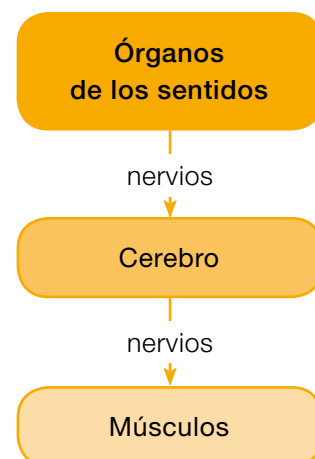 Órganos
de los sentidos
nervios
Cerebro
nervios
Músculos